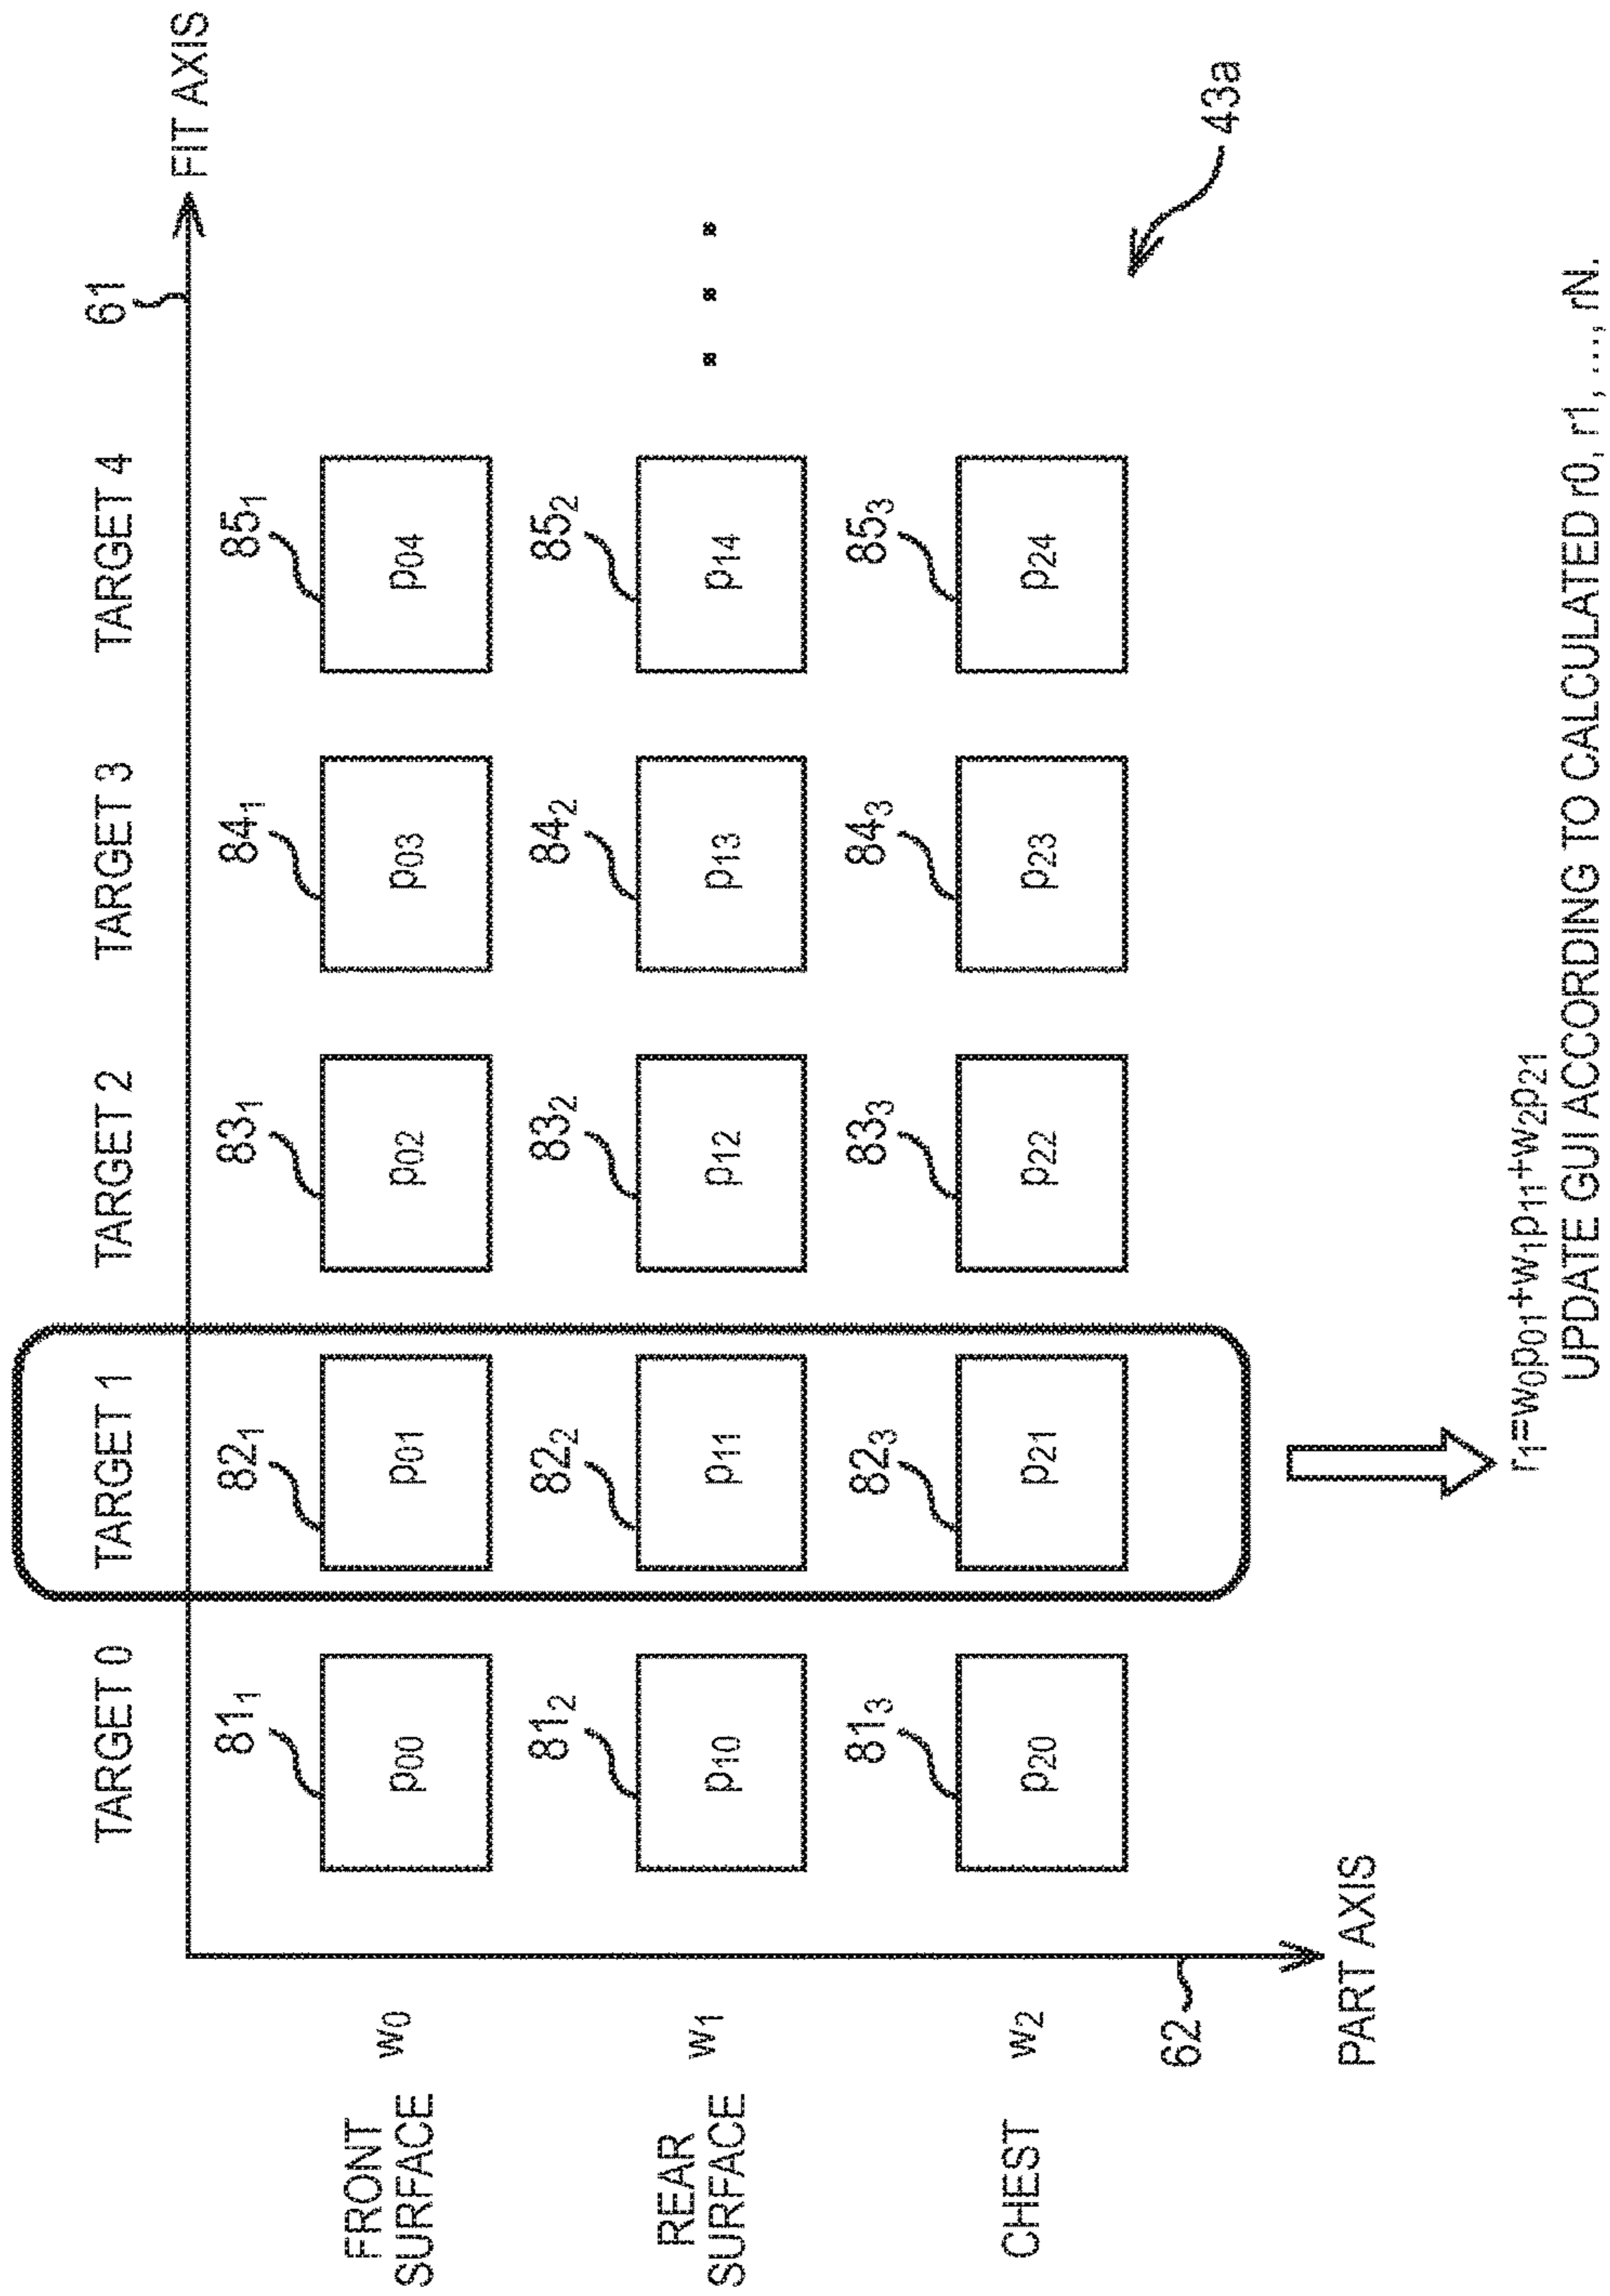 61
FIT AXIS
TARGET 0
TARGET 1
TARGET 2
TARGET 3
TARGET 4
81₁
82₁
83₁
84₁
85₁
FRONT
SURFACE
w₀
p₀₀
p₀₁
p₀₂
p₀₃
p₀₄
81₂
82₂
83₂
84₂
85₂
REAR
SURFACE
w₁
p₁₀
p₁₁
p₁₂
p₁₃
p₁₄
81₃
82₃
83₃
84₃
85₃
CHEST
w₂
p₂₀
p₂₁
p₂₂
p₂₃
p₂₄
62
43a
PART AXIS
r₁=w₀p₀₁+w₁p₁₁+w₂p₂₁
UPDATE GUI ACCORDING TO CALCULATED r0, r1, ..., rN.